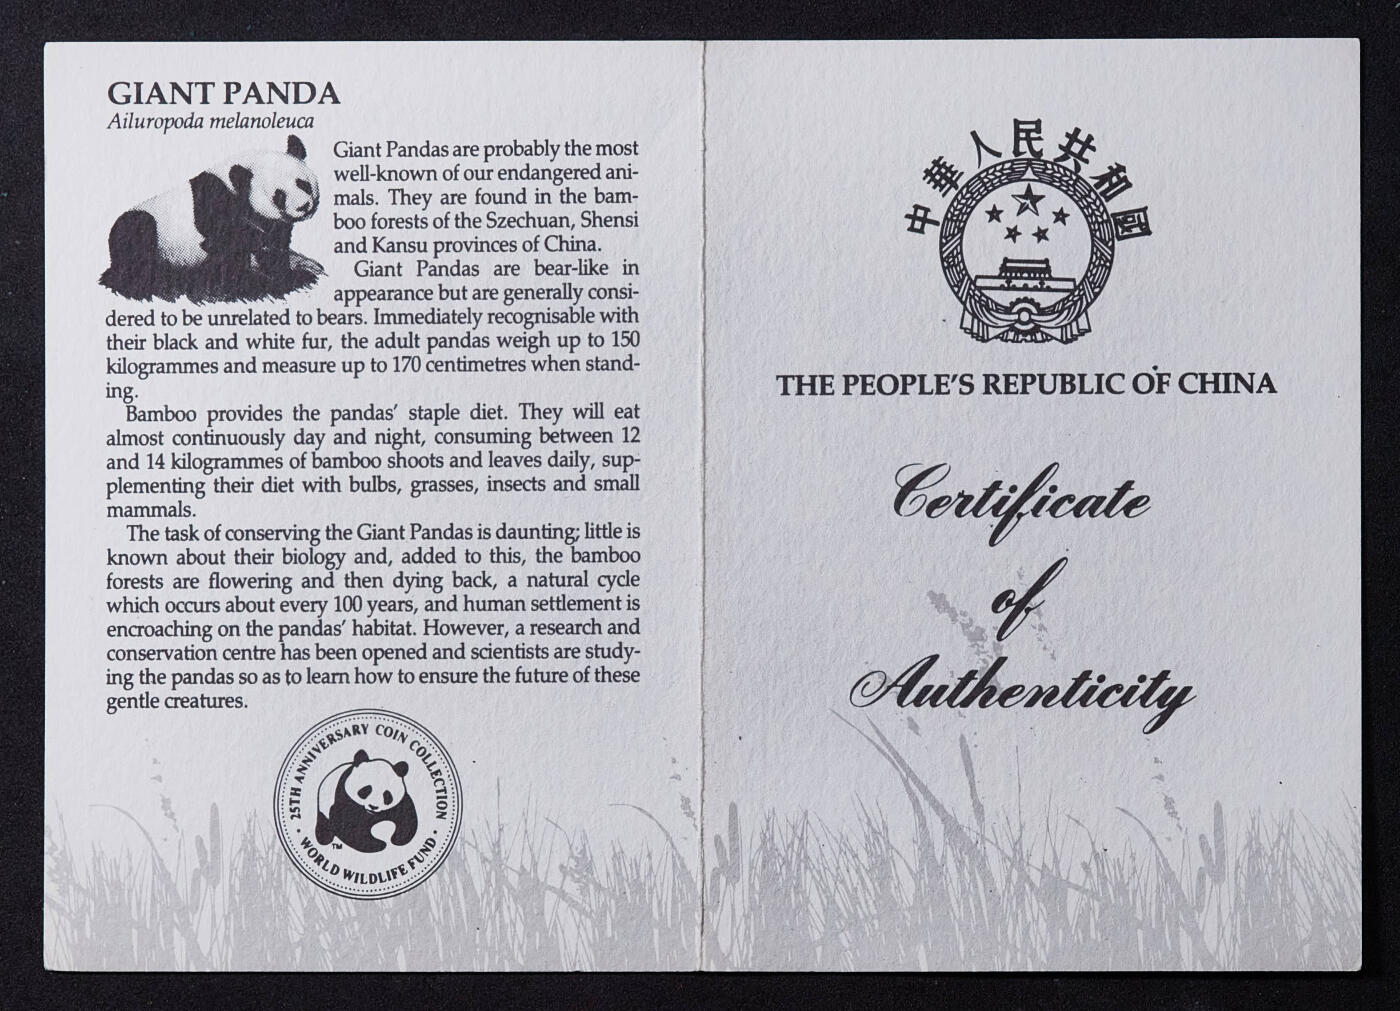 GIANT PANDA
Ailuropoda melanoleuca
Giant Pandas are probably the most
well-known of our endangered ani-
mals. They are found in the bam-
boo forests of the Szechuan, Shensi
and Kansu provinces of China.
Giant Pandas are bear-like in
appearance but are generally consi-
dered to be unrelated to bears. Immediately recognisable with
their black and white fur, the adult pandas weigh up to 150
kilogrammes and measure up to 170 centimetres when stand-
ing.
Bamboo provides the pandas' staple diet. They will eat
almost continuously day and night, consuming between 12
and 14 kilogrammes of bamboo shoots and leaves daily, sup-
plementing their diet with bulbs, grasses, insects and small
mammals.
The task of conserving the Giant Pandas is daunting; little is
known about their biology and, added to this, the bamboo
forests are flowering and then dying back, a natural cycle
which occurs about every 100 years, and human settlement is
encroaching on the pandas' habitat. However, a research and
conservation centre has been opened and scientists are study-
ing the pandas so as to learn how to ensure the future of these
gentle creatures.
25TH ANNIVERSARY COIN COLLECTION
TM
· WORLD WILDLIFE FUND ·
中華人民共和國
THE PEOPLE'S REPUBLIC OF CHINA
Certificate
of
Authenticity